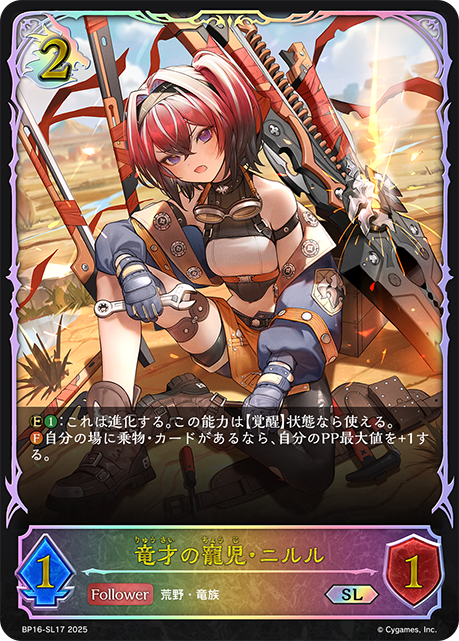 2
E 1：これは進化する。この能力は【覚醒】状態なら使える。
F 自分の場に乗物・カードがあるなら、自分のPP最大値を+1す
る。
りゅうさい ちょうじ
竜才の寵児・ニルル
1
1
Follower 荒野・竜族
SL
BP16-SL17 2025
© Cygames, Inc.